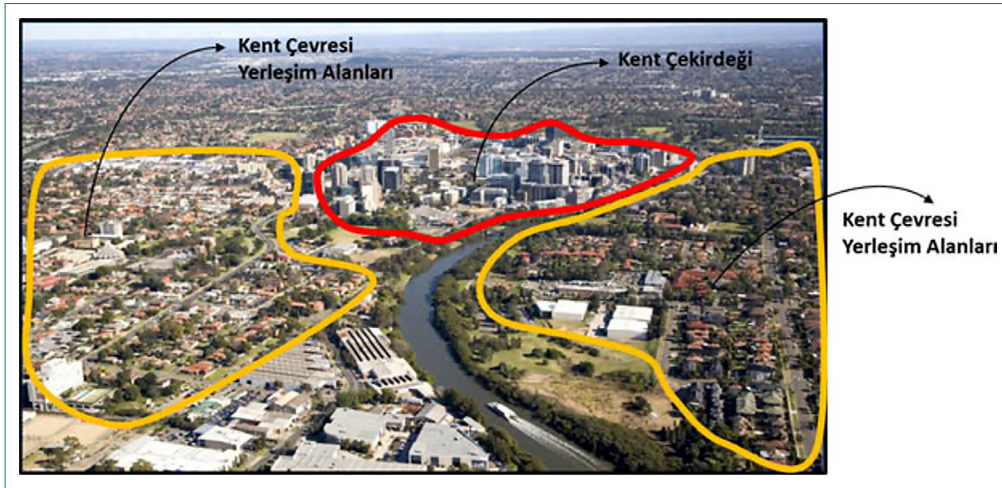 Kent Çevresi
Yerleşim Alanları
Kent Çekirdeği
Kent Çevresi
Yerleşim Alanları